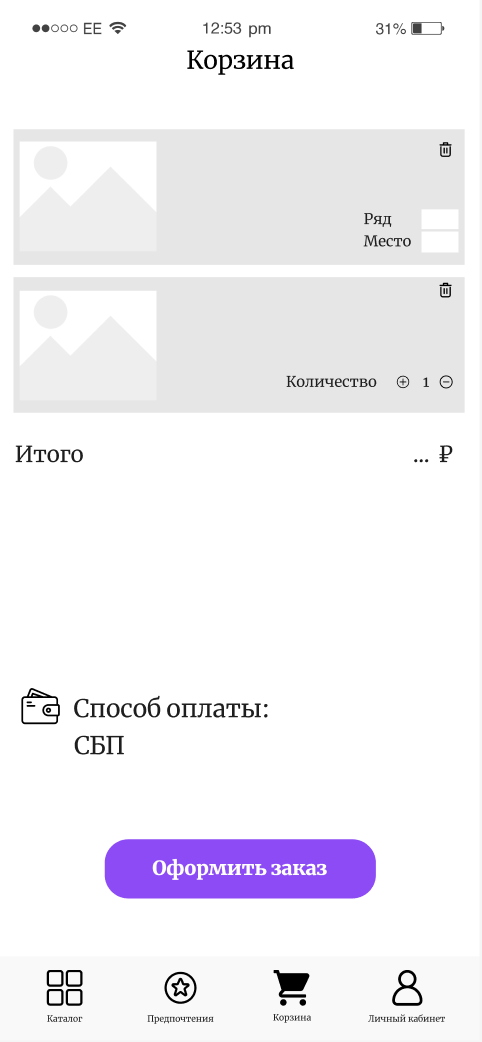 EE 12:53 pm 31%
Корзина
Ряд
Место
Количество 1
Итого ... ₽
Способ оплаты:
СБП
Оформить заказ
Каталог Предпочтения Корзина Личный кабинет